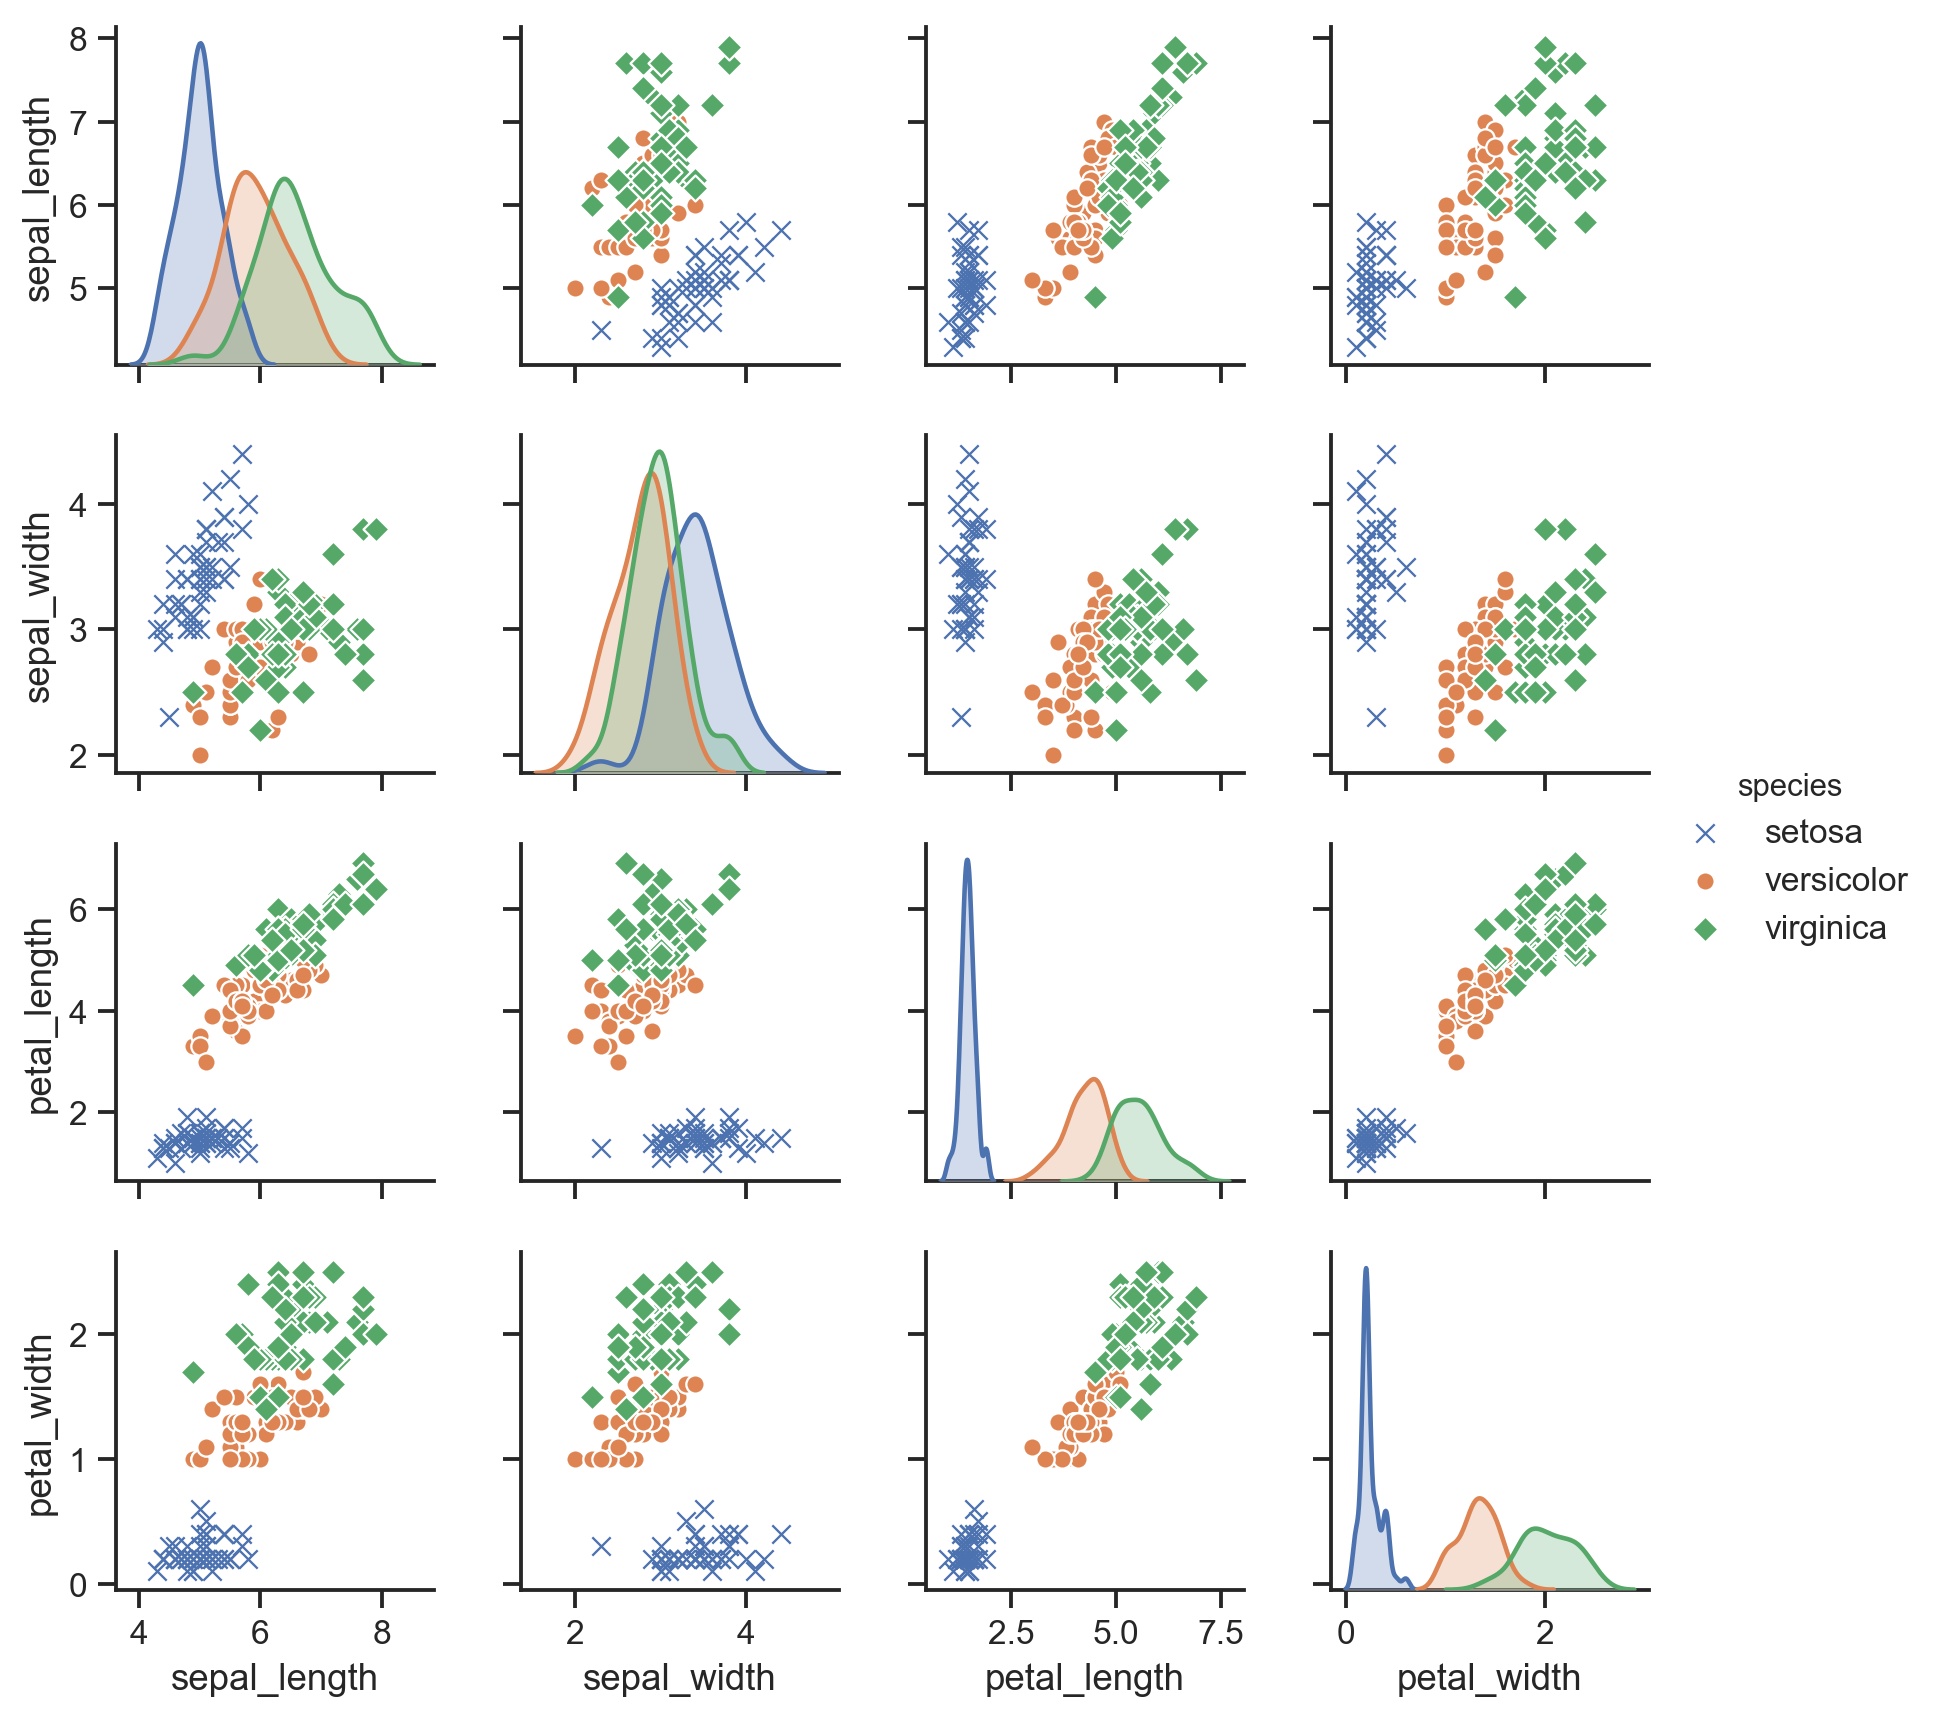 8
7
6
5
sepal_length
4
3
2
sepal_width
species
setosa
versicolor
virginica
6
4
2
petal_length
2
1
0
petal_width
4 6 8
2 4
2.5 5.0 7.5
0 2
sepal_length
sepal_width
petal_length
petal_width